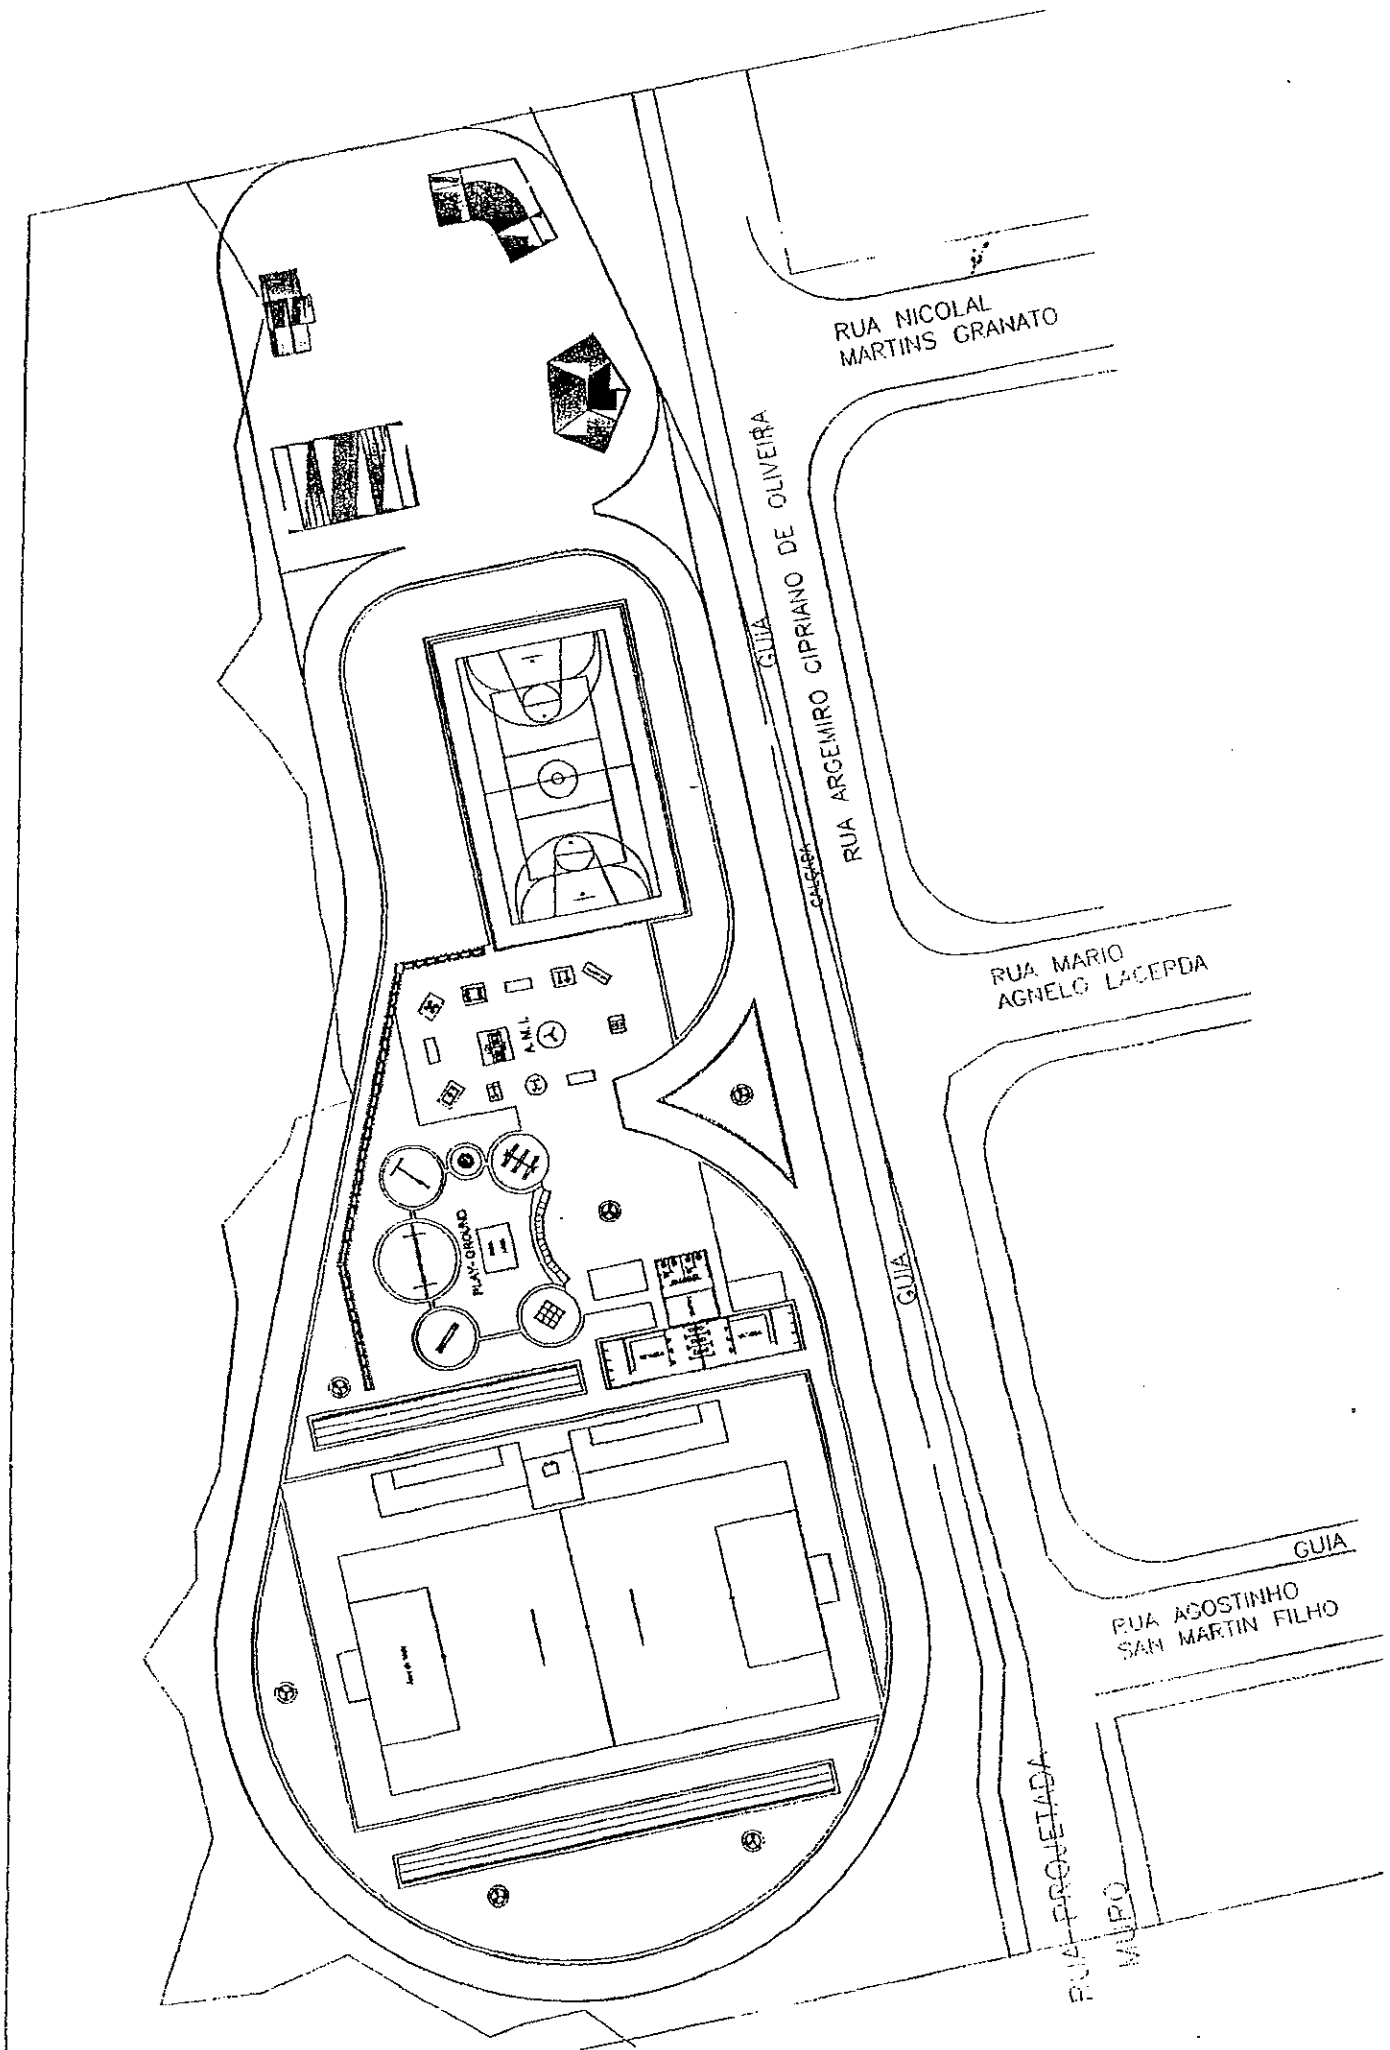 RUA NICOLAL
MARTINS GRANATO
RUA ARGEMIRO CIPRIANO DE OLIVEIRA
GUIA
CALÇADA
RUA MARIO
AGNELO LACERDA
A.M.I.
PLAY-GROUND
GUIA
GUIA
RUA AGOSTINHO
SAN MARTIN FILHO
RUA PROJETADA
MURO